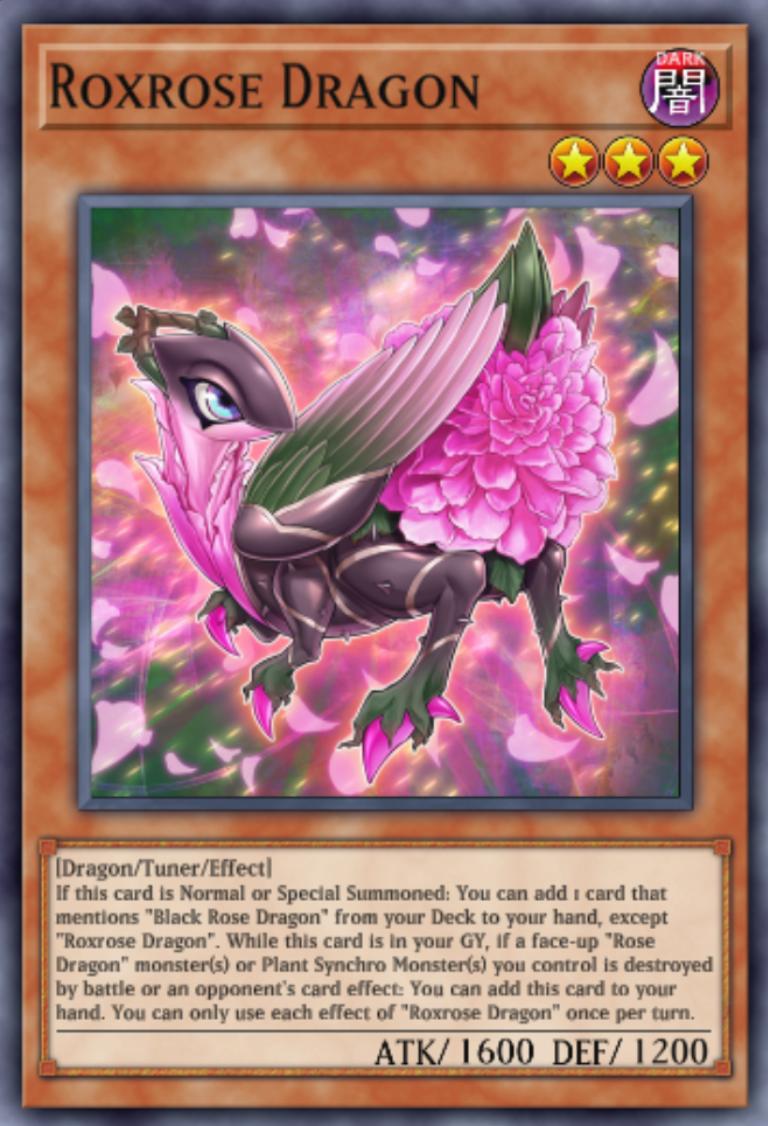 Roxrose Dragon
DARK
闇
[Dragon/Tuner/Effect]
If this card is Normal or Special Summoned: You can add 1 card that
mentions "Black Rose Dragon" from your Deck to your hand, except
"Roxrose Dragon". While this card is in your GY, if a face-up "Rose
Dragon" monster(s) or Plant Synchro Monster(s) you control is destroyed
by battle or an opponent's card effect: You can add this card to your
hand. You can only use each effect of "Roxrose Dragon" once per turn.
ATK/ 1600 DEF/ 1200